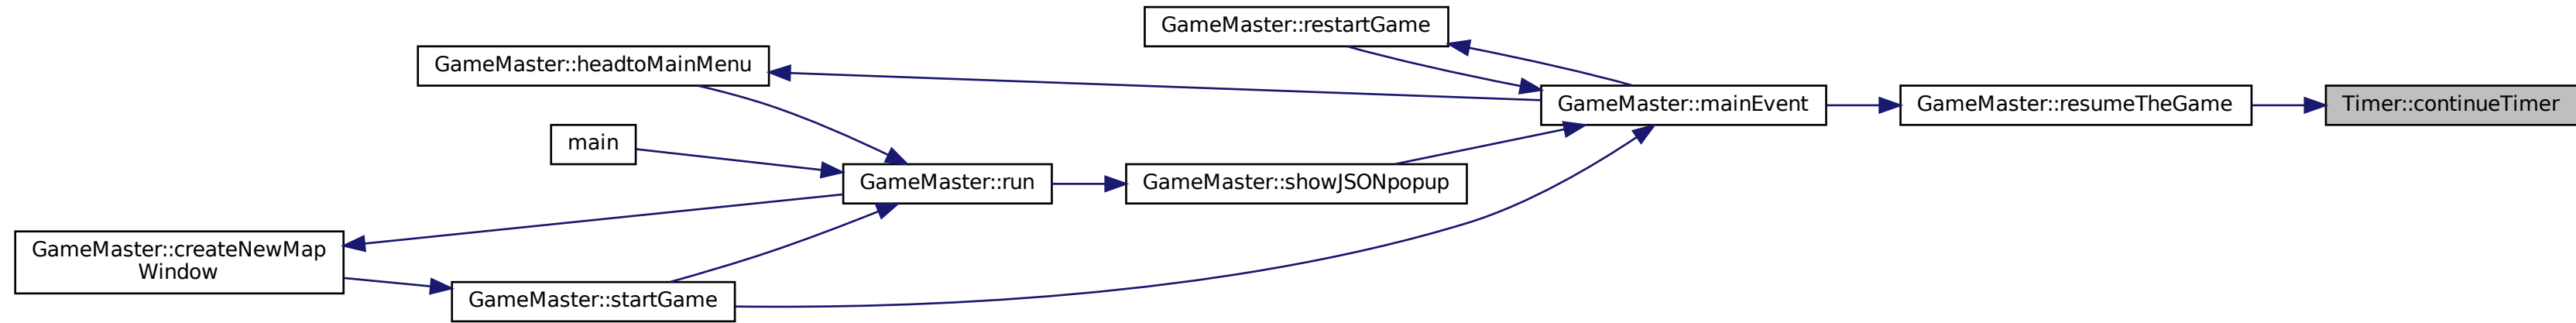 GameMaster::restartGame
GameMaster::headtoMainMenu
GameMaster::mainEvent
GameMaster::resumeTheGame
Timer::continueTimer
main
GameMaster::run
GameMaster::showJSONpopup
GameMaster::createNewMap
Window
GameMaster::startGame